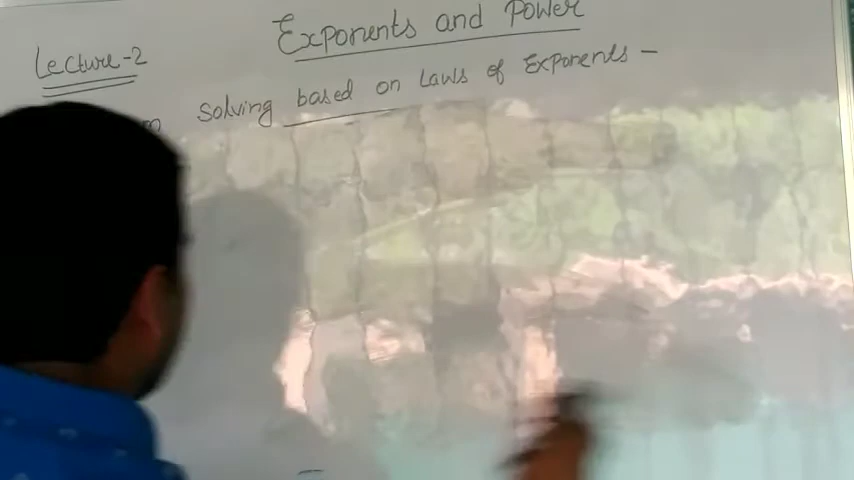 Exponents and Power
Lecture-2
Solving based on Laws of Exponents -